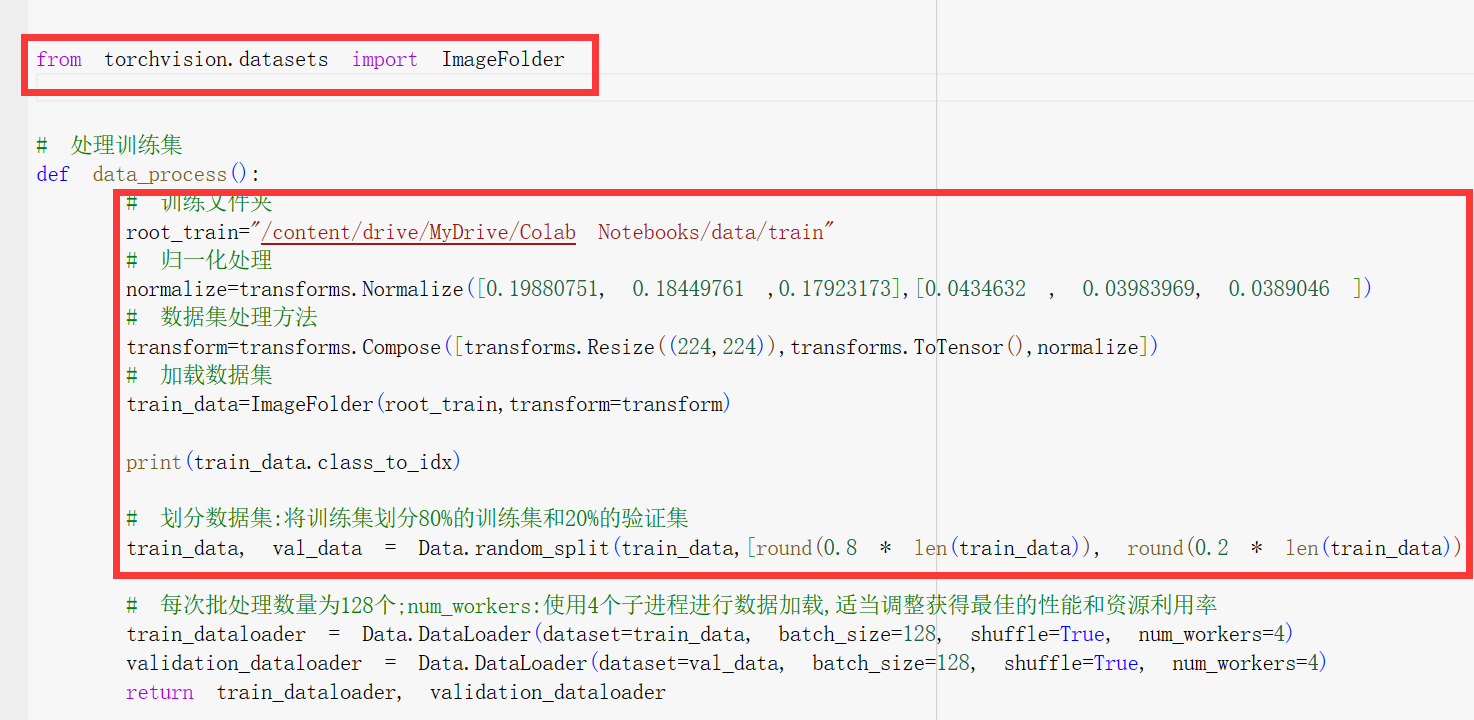 from torchvision.datasets import ImageFolder
# 处理训练集
def data_process():
# 训练文件夹
root_train="/content/drive/MyDrive/Colab Notebooks/data/train"
# 归一化处理
normalize=transforms.Normalize([0.19880751, 0.18449761 ,0.17923173],[0.0434632 , 0.03983969, 0.0389046 ])
# 数据集处理方法
transform=transforms.Compose([transforms.Resize((224,224)),transforms.ToTensor(),normalize])
# 加载数据集
train_data=ImageFolder(root_train,transform=transform)
print(train_data.class_to_idx)
# 划分数据集:将训练集划分80%的训练集和20%的验证集
train_data, val_data = Data.random_split(train_data,[round(0.8 * len(train_data)), round(0.2 * len(train_data))
# 每次批处理数量为128个;num_workers:使用4个子进程进行数据加载,适当调整获得最佳的性能和资源利用率
train_dataloader = Data.DataLoader(dataset=train_data, batch_size=128, shuffle=True, num_workers=4)
validation_dataloader = Data.DataLoader(dataset=val_data, batch_size=128, shuffle=True, num_workers=4)
return train_dataloader, validation_dataloader